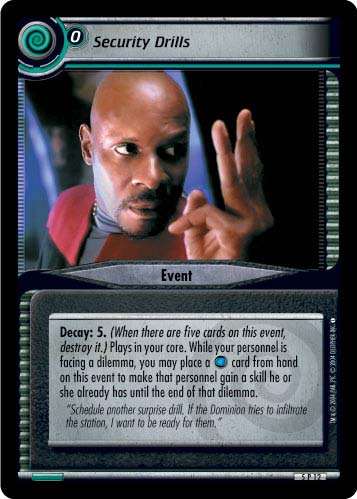 0 Security Drills
Event
Decay: 5. (When there are five cards on this event,
destroy it.) Plays in your core. While your personnel is
facing a dilemma, you may place a card from hand
on this event to make that personnel gain a skill he or
she already has until the end of that dilemma.
"Schedule another surprise drill. If the Dominion tries to infiltrate
the station, I want to be ready for them."
5 P 12